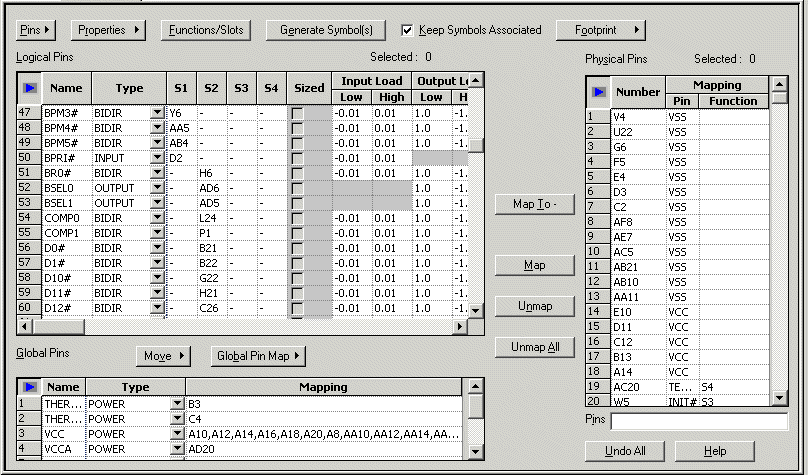 Pins Properties Functions/Slots Generate Symbol(s) Keep Symbols Associated Footprint
Logical Pins Selected : 0
Name Type S1 S2 S3 S4 Sized Input Load Output Lo
Low High Low H
47 BPM3# BIDIR Y6 - - - -0.01 0.01 1.0 -1.
48 BPM4# BIDIR AA5 - - - -0.01 0.01 1.0 -1.
49 BPM5# BIDIR AB4 - - - -0.01 0.01 1.0 -1.
50 BPRI# INPUT D2 - - - -0.01 0.01
51 BR0# BIDIR - H6 - - -0.01 0.01 1.0 -1.
52 BSEL0 OUTPUT - AD6 - - 1.0 -1.
53 BSEL1 OUTPUT - AD5 - - 1.0 -1.
54 COMP0 BIDIR - L24 - - -0.01 0.01 1.0 -1.
55 COMP1 BIDIR - P1 - - -0.01 0.01 1.0 -1.
56 D0# BIDIR - B21 - - -0.01 0.01 1.0 -1.
57 D1# BIDIR - B22 - - -0.01 0.01 1.0 -1.
58 D10# BIDIR - G22 - - -0.01 0.01 1.0 -1.
59 D11# BIDIR - H21 - - -0.01 0.01 1.0 -1.
60 D12# BIDIR - C26 - - -0.01 0.01 1.0 -1.
Global Pins Move Global Pin Map
Name Type Mapping
1 THER... POWER B3
2 THER... POWER C4
3 VCC POWER A10,A12,A14,A16,A18,A20,A8,AA10,AA12,AA14,AA...
4 VCCA POWER AD20
Map To -
Map
Unmap
Unmap All
Physical Pins Selected : 0
Number Mapping
Pin Function
1 V4 VSS
2 U22 VSS
3 G6 VSS
4 F5 VSS
5 E4 VSS
6 D3 VSS
7 C2 VSS
8 AF8 VSS
9 AE7 VSS
10 AC5 VSS
11 AB21 VSS
12 AB10 VSS
13 AA11 VSS
14 E10 VCC
15 D11 VCC
16 C12 VCC
17 B13 VCC
18 A14 VCC
19 AC20 TE... S4
20 W5 INIT# S3
Pins
Undo All Help